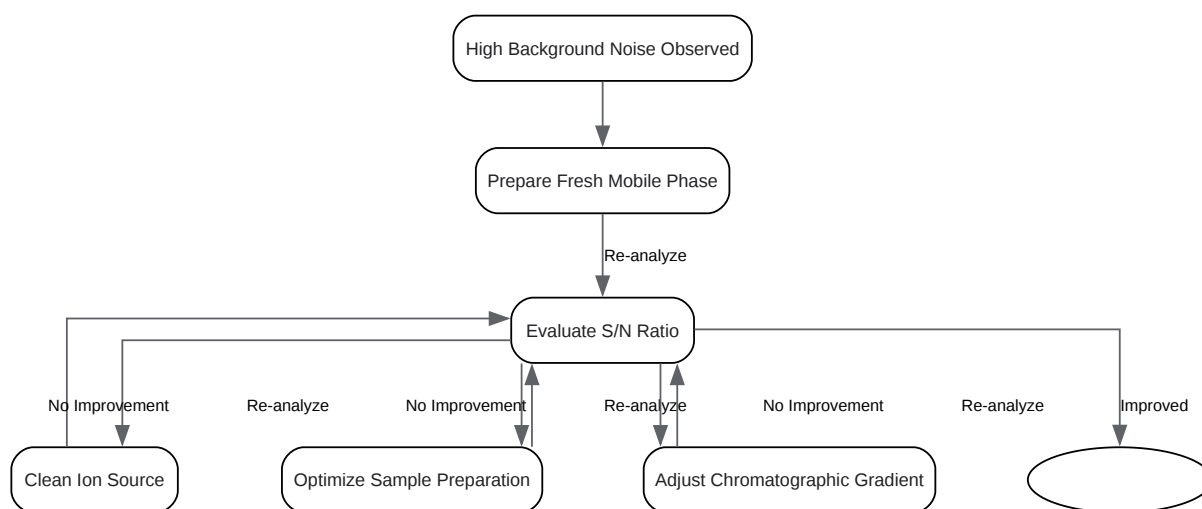 High Background Noise Observed
Prepare Fresh Mobile Phase
Re-analyze
Evaluate S/N Ratio
No Improvement
Re-analyze
No Improvement
Re-analyze
No Improvement
Re-analyze
Improved
Clean Ion Source
Optimize Sample Preparation
Adjust Chromatographic Gradient